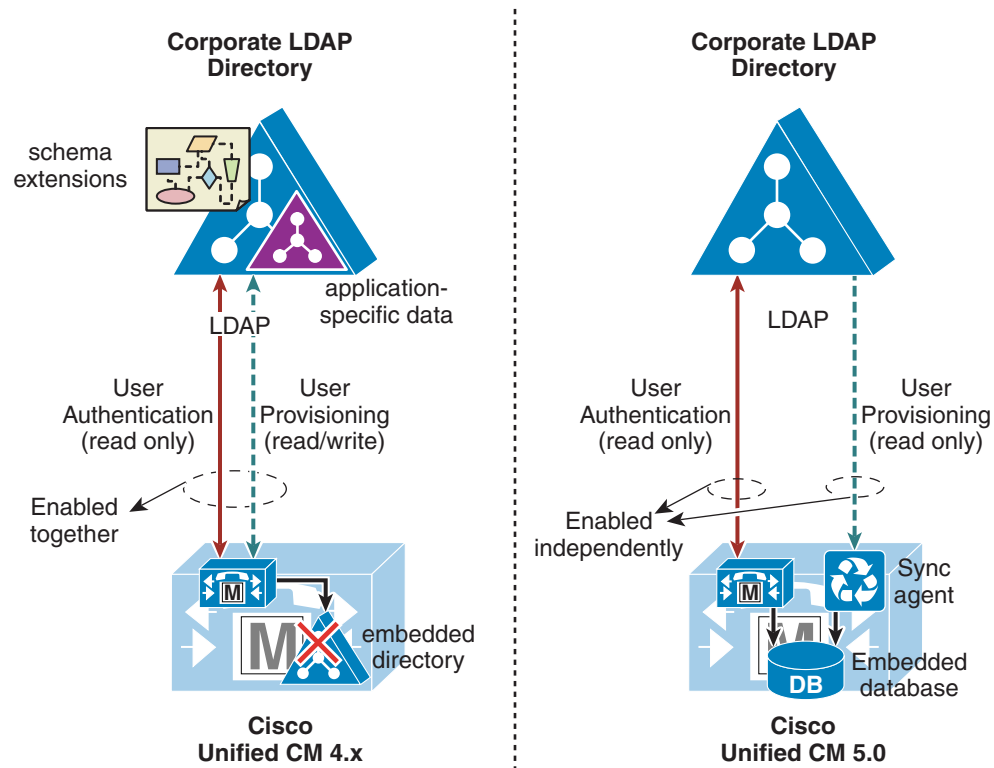 Corporate LDAP
Directory
schema
extensions
application-
specific data
LDAP
User
Authentication
(read only)
User
Provisioning
(read/write)
Enabled
together
M
M
embedded
directory
Cisco
Unified CM 4.x
Corporate LDAP
Directory
LDAP
User
Authentication
(read only)
User
Provisioning
(read only)
Enabled
independently
M
Sync
agent
M
DB
Embedded
database
Cisco
Unified CM 5.0